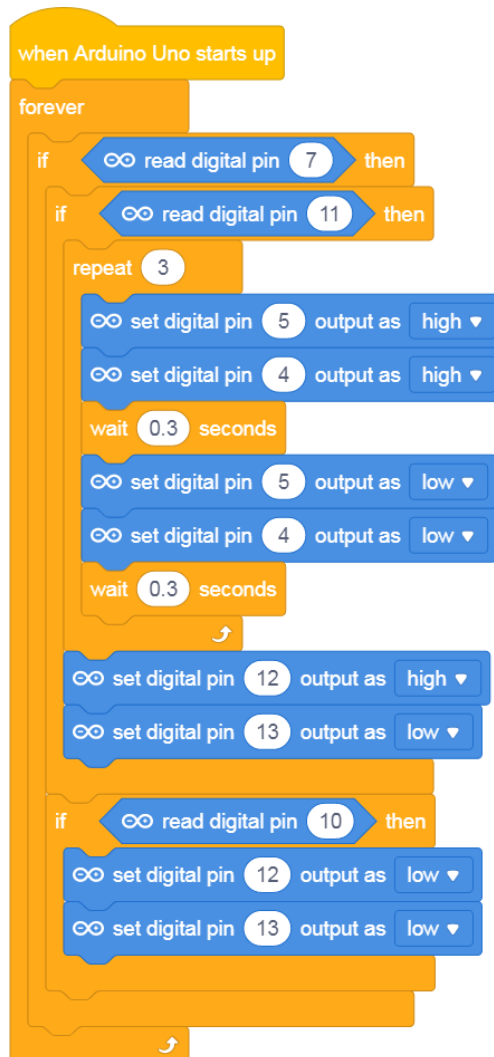 when Arduino Uno starts up
forever
if read digital pin 7 then
if read digital pin 11 then
repeat 3
set digital pin 5 output as high
set digital pin 4 output as high
wait 0.3 seconds
set digital pin 5 output as low
set digital pin 4 output as low
wait 0.3 seconds
set digital pin 12 output as high
set digital pin 13 output as low
if read digital pin 10 then
set digital pin 12 output as low
set digital pin 13 output as low